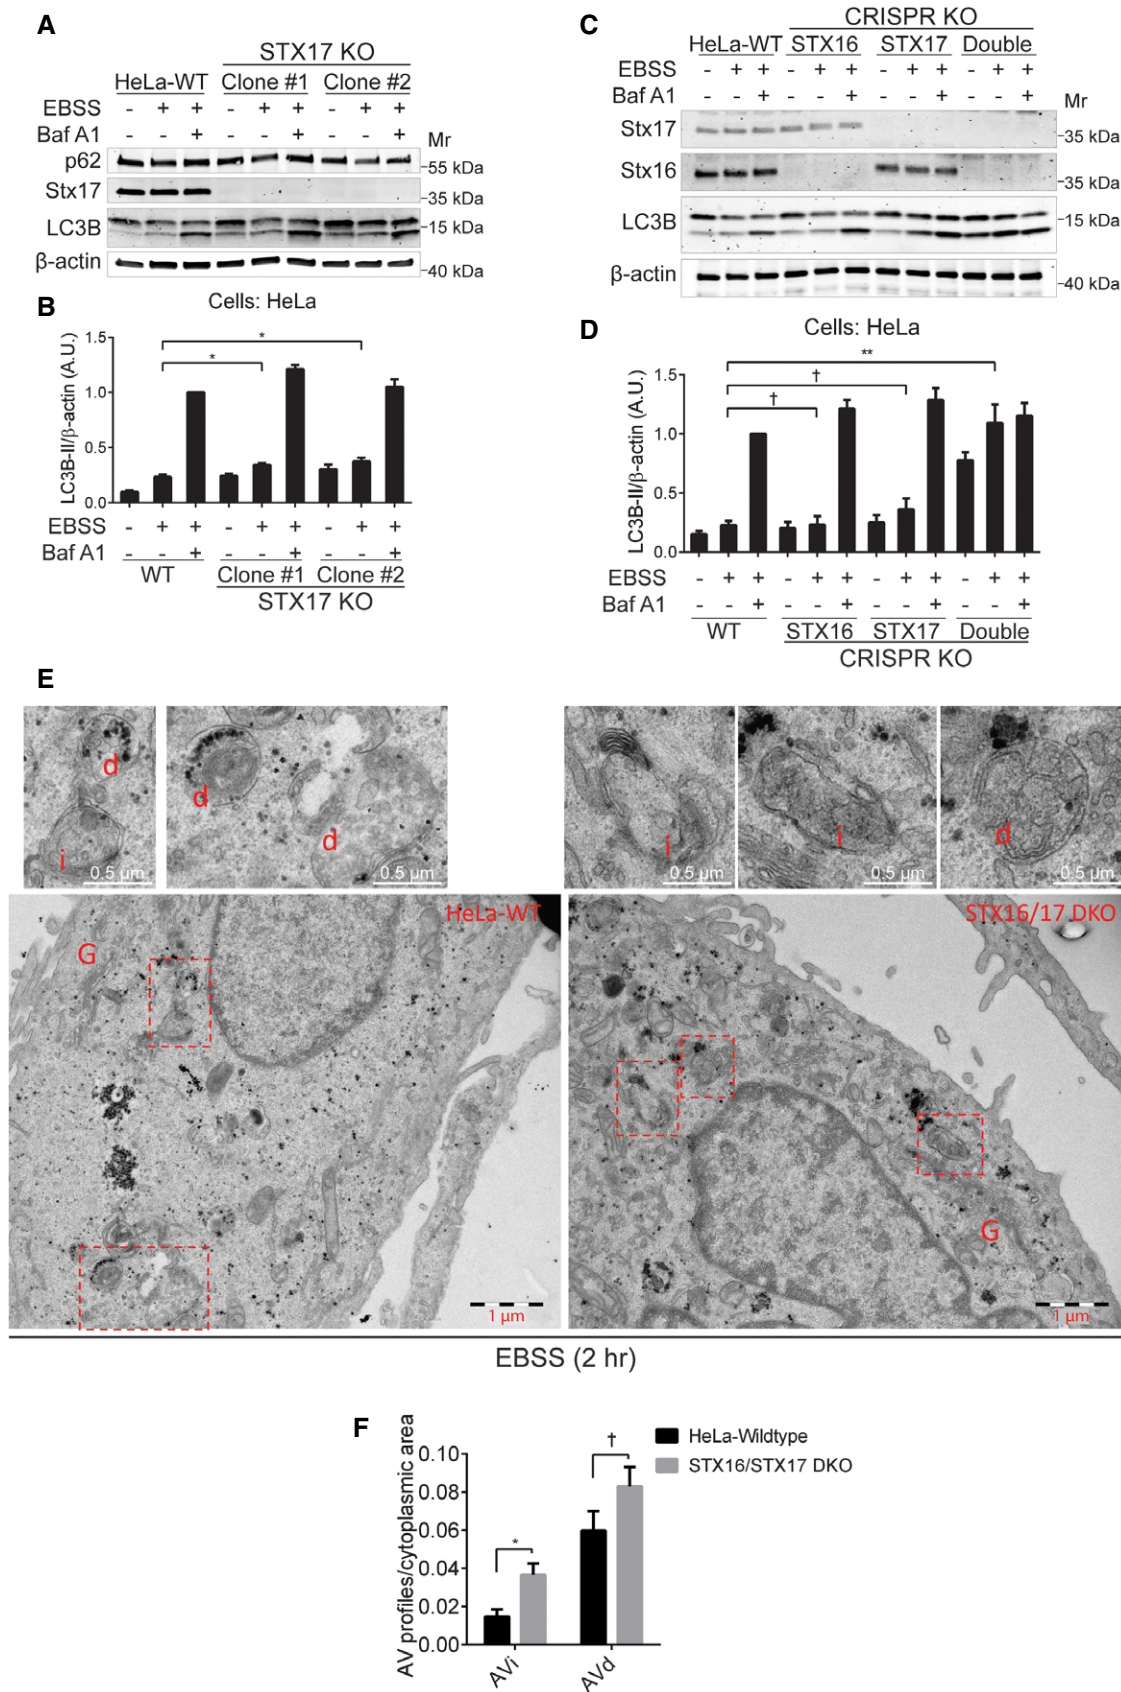 A
STX17 KO
HeLa-WT Clone #1 Clone #2
EBSS - + + - + + - + +
Baf A1 - - + - - + - - + Mr
p62 55 kDa
Stx17 35 kDa
LC3B 15 kDa
β-actin 40 kDa
B
Cells: HeLa
LC3B-II/β-actin (A.U.)
1.5
1.0
0.5
0.0
*
*
EBSS - + + - + + - + +
Baf A1 - - + - - + - - +
WT Clone #1 Clone #2
STX17 KO
C
CRISPR KO
HeLa-WT STX16 STX17 Double
EBSS - + + - + + - + + - + +
Baf A1 - - + - - + - - + - - + Mr
Stx17 35 kDa
Stx16 35 kDa
LC3B 15 kDa
β-actin 40 kDa
D
Cells: HeLa
LC3B-II/β-actin (A.U.)
1.5
1.0
0.5
0.0
**
†
†
EBSS - + + - + + - + + - + +
Baf A1 - - + - - + - - + - - +
WT STX16 STX17 Double
CRISPR KO
E
d
i
0.5 μm
d
d
0.5 μm
i
0.5 μm
i
0.5 μm
d
0.5 μm
HeLa-WT
G
1 μm
STX16/17 DKO
G
1 μm
EBSS (2 hr)
F
AV profiles/cytoplasmic area
0.10
0.08
0.06
0.04
0.02
0.00
*
†
AVi AVd
HeLa-Wildtype
STX16/STX17 DKO